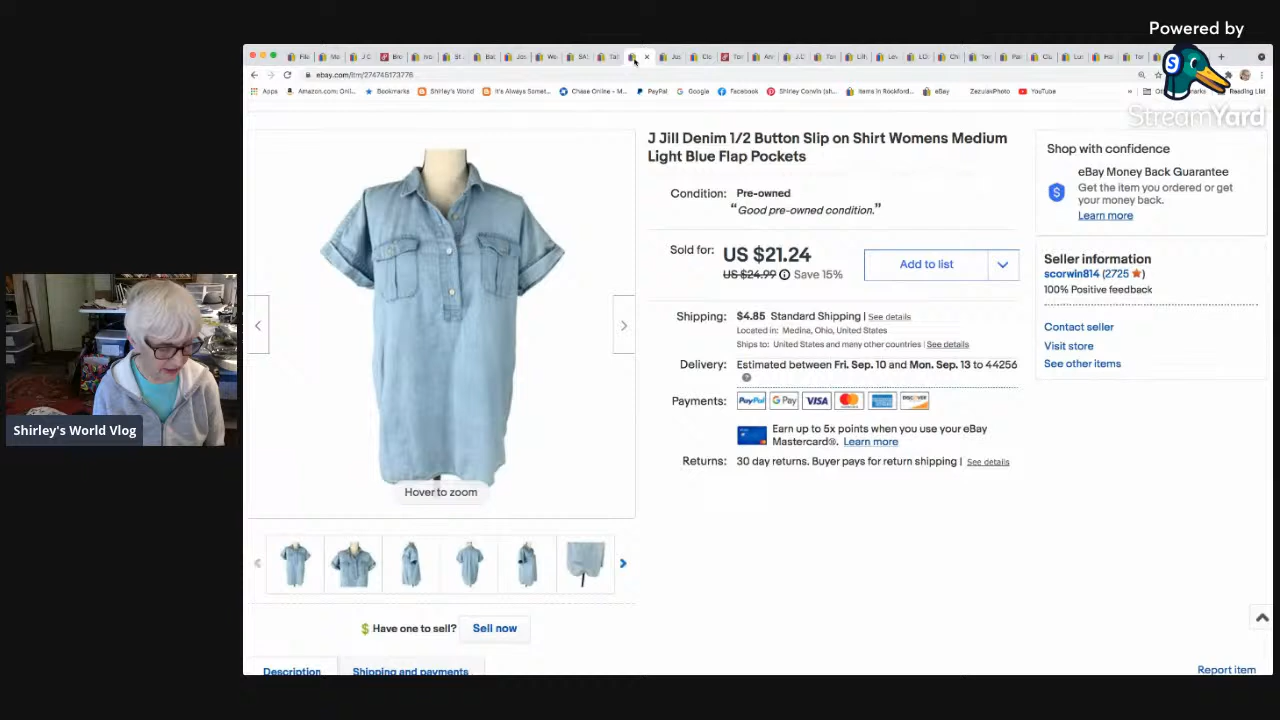 Powered by
StreamYard
ebay.com/itm/274745173776
Apps
Amazon.com: Onli...
Bookmarks
Shirley's World
It's Always Somet...
Chase Online - M...
PayPal
Google
Facebook
Pinterest
Shirley Corwin (sh...
Items in Rockford...
eBay
ZezulakPhoto
YouTube
Reading List
J Jill Denim 1/2 Button Slip on Shirt Womens Medium
Light Blue Flap Pockets
Condition: Pre-owned
"Good pre-owned condition."
Sold for: US $21.24
US $24.99 Save 15%
Add to list
Shipping: $4.85 Standard Shipping | See details
Located in: Medina, Ohio, United States
Ships to: United States and many other countries | See details
Delivery: Estimated between Fri. Sep. 10 and Mon. Sep. 13 to 44256
Payments: PayPal G Pay VISA DISCOVER
Earn up to 5x points when you use your eBay
Mastercard®. Learn more
Returns: 30 day returns. Buyer pays for return shipping | See details
Shop with confidence
eBay Money Back Guarantee
Get the item you ordered or get
your money back.
Learn more
Seller information
scorwin814 (2725 )
100% Positive feedback
Contact seller
Visit store
See other items
Hover to zoom
Have one to sell? Sell now
Description
Shipping and payments
Report item
Shirley's World Vlog